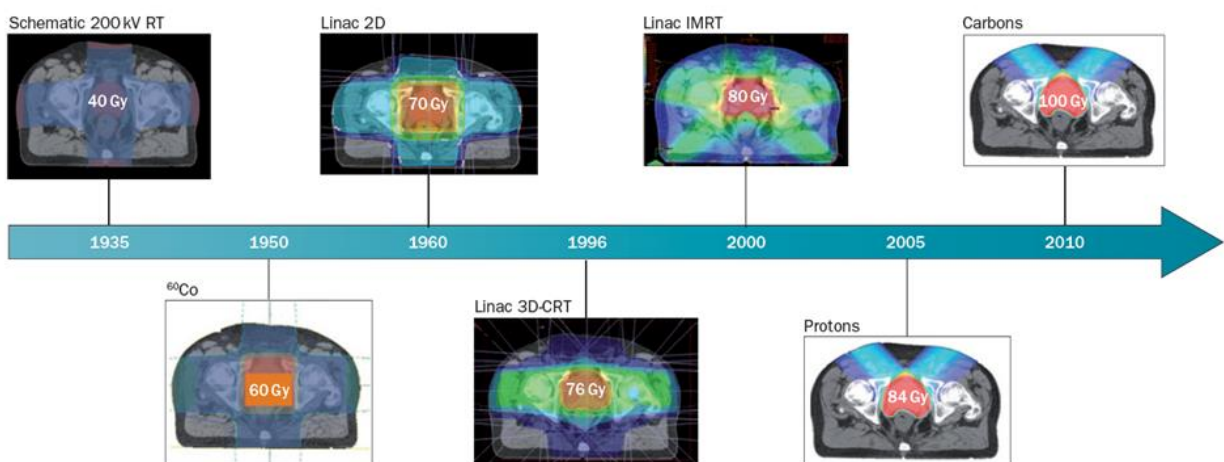 Schematic 200 kV RT
Linac 2D
Linac IMRT
Carbons
40 Gy
70 Gy
80 Gy
100 Gy
1935
1950
1960
1996
2000
2005
2010
⁶⁰Co
Linac 3D-CRT
Protons
60 Gy
76 Gy
84 Gy